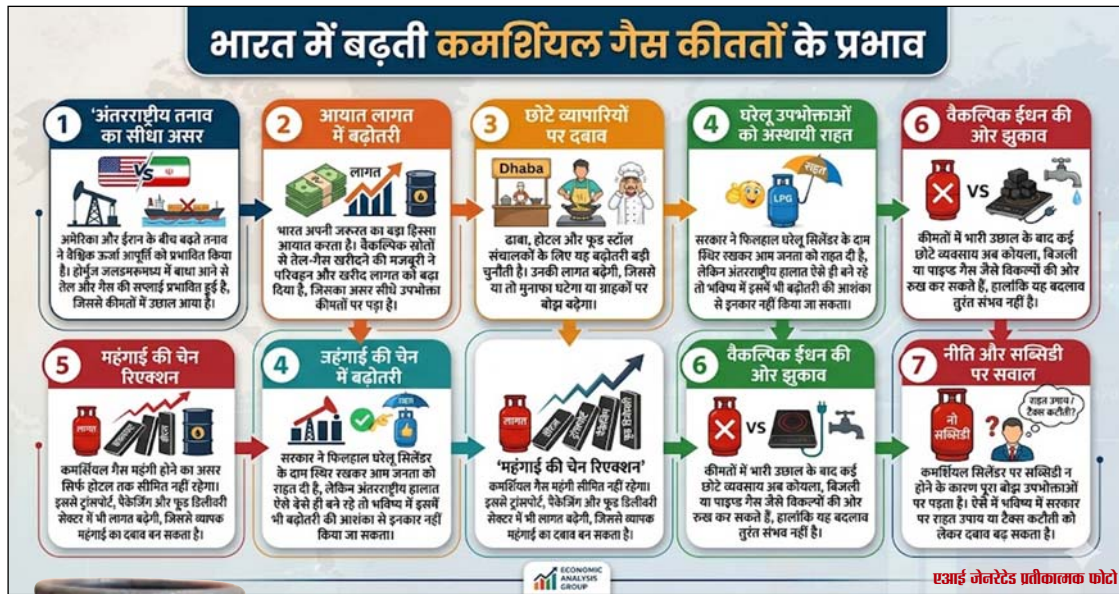 भारत में बढ़ती कमर्शियल गैस कीततों के प्रभाव
1
'अंतरराष्ट्रीय तनाव
का सीधा असर
VS
अमेरिका और ईरान के बीच बढ़ते तनाव
ने वैश्विक ऊर्जा आपूर्ति को प्रभावित किया
है। होर्मुज जलडमरूमध्य में बाधा आने से
तेल और गैस की सप्लाई प्रभावित हुई है,
जिससे कीमतों में उछाल आया है।
2
आयात लागत
में बढ़ोतरी
लागत
भारत अपनी जरूरत का बड़ा हिस्सा
आयात करता है। वैकल्पिक स्रोतों
से तेल-गैस खरीदने की मजबूरी ने
परिवहन और खरीद लागत को बढ़ा
दिया है, जिसका असर सीधे उपभोक्ता
कीमतों पर पड़ा है।
3
छोटे व्यापारियों
पर दबाव
Dhaba
ढाबा, होटल और फूड स्टॉल
संचालकों के लिए यह बढ़ोतरी बड़ी
चुनौती है। उनकी लागत बढ़ेगी, जिससे
या तो मुनाफा घटेगा या ग्राहकों पर
बोझ बढ़ेगा।
4
घरेलू उपभोक्ताओं
को अस्थायी राहत
राहत
LPG
सरकार ने फिलहाल घरेलू सिलेंडर के दाम
स्थिर रखकर आम जनता को राहत दी है,
लेकिन अंतरराष्ट्रीय हालात ऐसे ही बने रहे
तो भविष्य में इसमें भी बढ़ोतरी की आशंका
से इनकार नहीं किया जा सकता।
6
वैकल्पिक ईंधन की
ओर झुकाव
VS
कीमतों में भारी उछाल के बाद कई
छोटे व्यवसाय अब कोयला, बिजली
या पाइप्ड गैस जैसे विकल्पों की ओर
रुख कर सकते हैं, हालांकि यह बदलाव
तुरंत संभव नहीं है।
5
महंगाई की चेन
रिएक्शन
लागत
कमर्सियल गैस महंगी होने का असर
सिर्फ होटल तक सीमित नहीं रहेगा।
इससे ट्रांसपोर्ट, पैकेजिंग और फूड डिलीवरी
सेक्टर में भी लागत बढ़ेगी, जिससे व्यापक
महंगाई का दबाव बन सकता है।
4
जहंगाई की चेन
में बढ़ोतरी
सरकार ने फिलहाल घरेलू सिलेंडर
के दाम स्थिर रखकर आम जनता को
राहत दी है, लेकिन अंतरराष्ट्रीय हालात
ऐसे बेसे ही बने रहे तो भविष्य में इसमें
भी बढ़ोतरी की आशंका से इनकार नहीं
किया जा सकता।
लागत
'महंगाई की चेन रिएक्शन'
कमर्शियल गैस महंगी सीमित नहीं रहेगा।
इससे ट्रांसपोर्ट, पैकेजिंग और फूड डिलीवरी
सेक्टर में भी लागत बढ़ेगी, जिससे व्यापक
महंगाई का दबाव बन सकता है।
6
वैकल्पिक ईंधन की
ओर झुकाव
VS
कीमतों में भारी उछाल के बाद कई
छोटे व्यवसाय अब कोयला, बिजली
या पाइप्ड गैस जैसे विकल्पों की ओर
रुख कर सकते हैं, हालांकि यह बदलाव
तुरंत संभव नहीं है।
7
नीति और सब्सिडी
पर सवाल
नो
सब्सिडी
राहत उपाय /
टैक्स कटौती?
कमर्शियल सिलेंडर पर सब्सिडी न
होने के कारण पूरा बोझ उपभोक्ताओं
पर पड़ता है। ऐसे में भविष्य में सरकार
पर राहत उपाय या टैक्स कटौती को
लेकर दबाव बढ़ सकता है।
ECONOMIC
ANALYSIS
GROUP
एआई जेनरेटेड प्रतीकात्मक फोटो